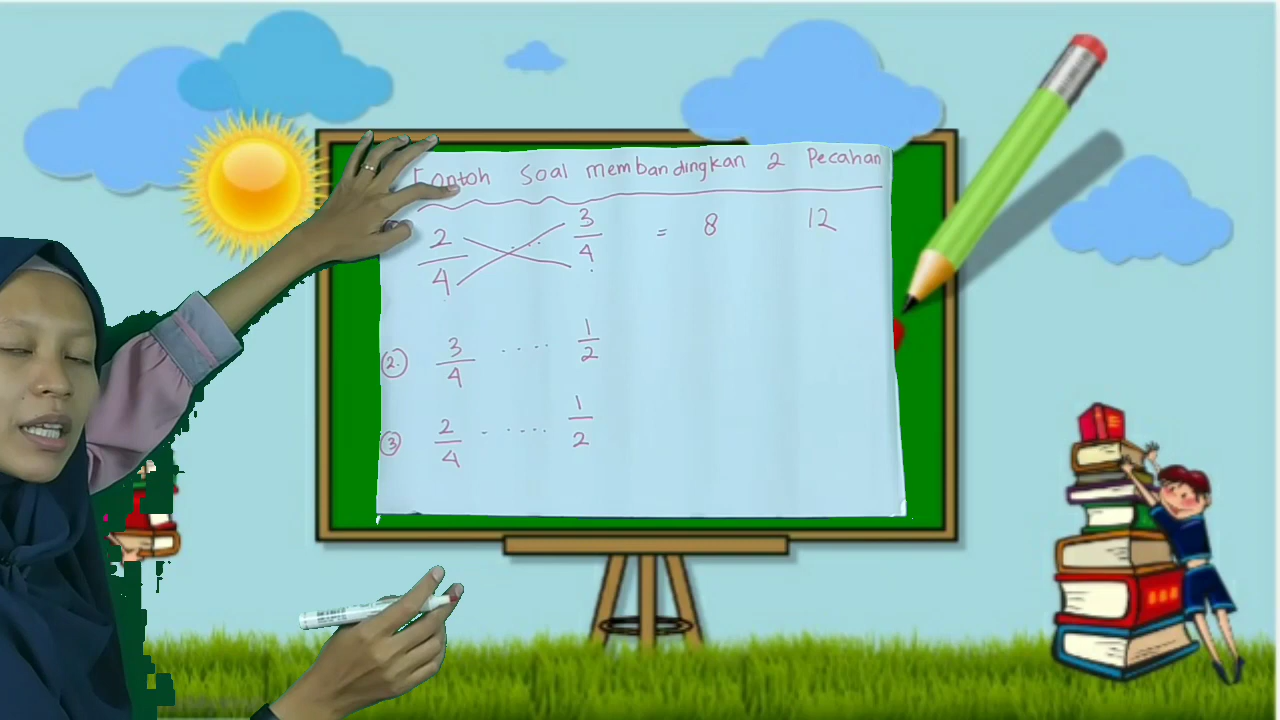 Contoh Soal membandingkan 2 Pecahan
2/4 .... 3/4 = 8 12
2. 3/4 ..... 1/2
3 2/4 ...... 1/2